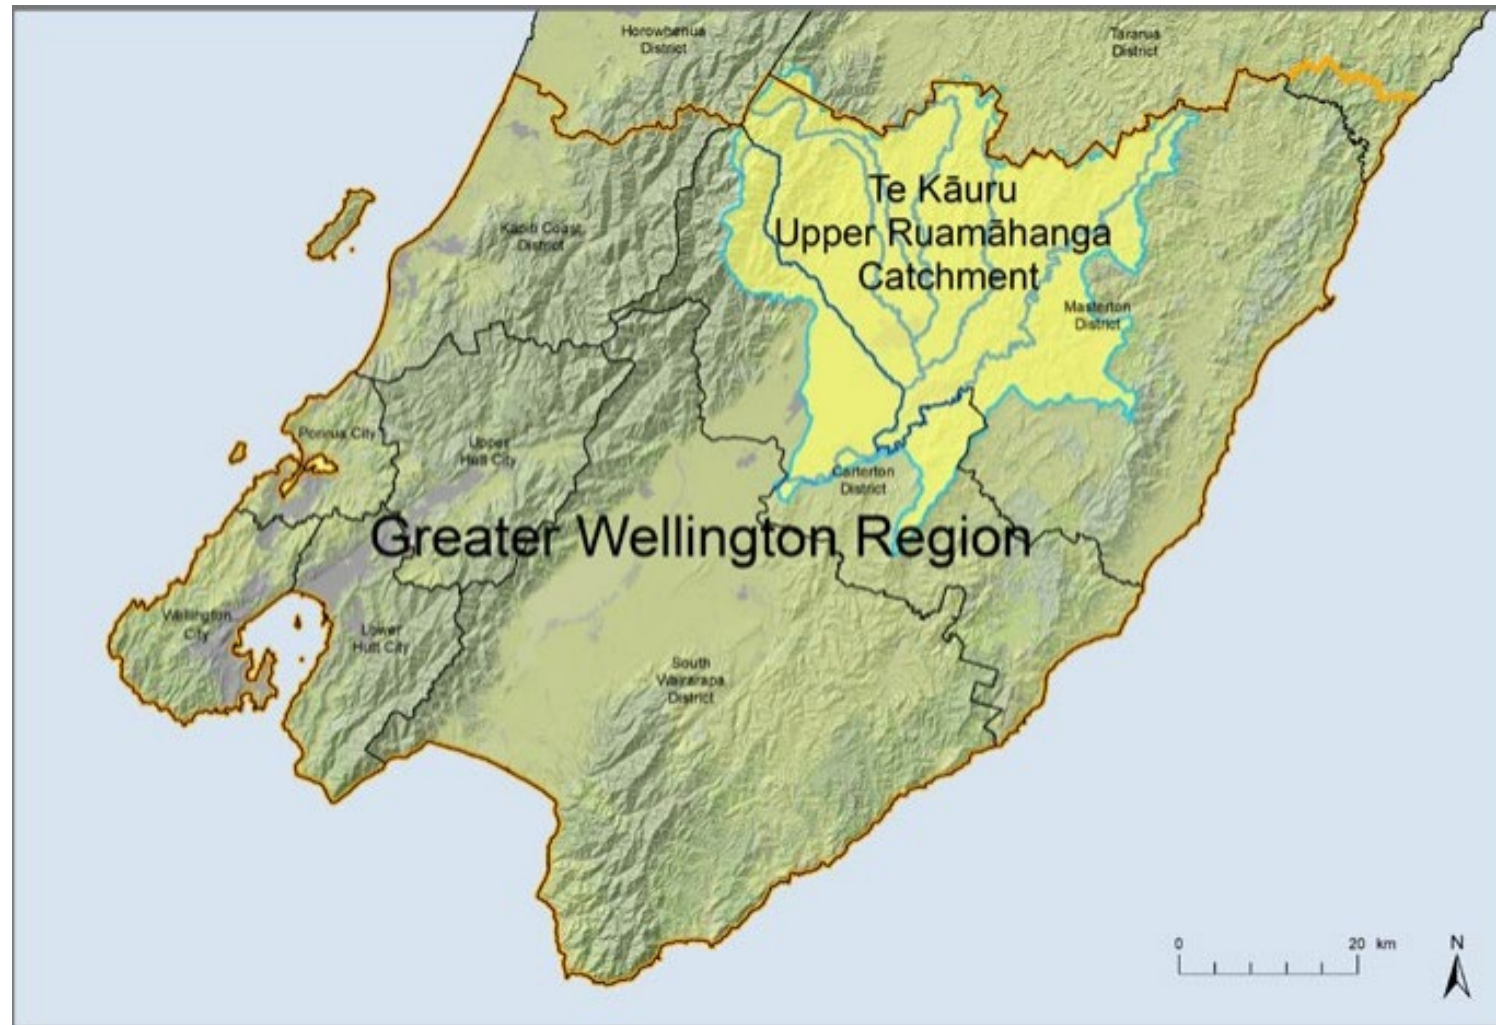 Horowhenua
District
Tararua
District
Te Kāuru
Upper Ruamāhanga
Catchment
Kapiti Coast
District
Masterton
District
Porirua City
Upper
Hutt City
Carterton
District
Greater Wellington Region
Wellington
City
Lower
Hutt City
South
Wairarapa
District
0 20 km
N